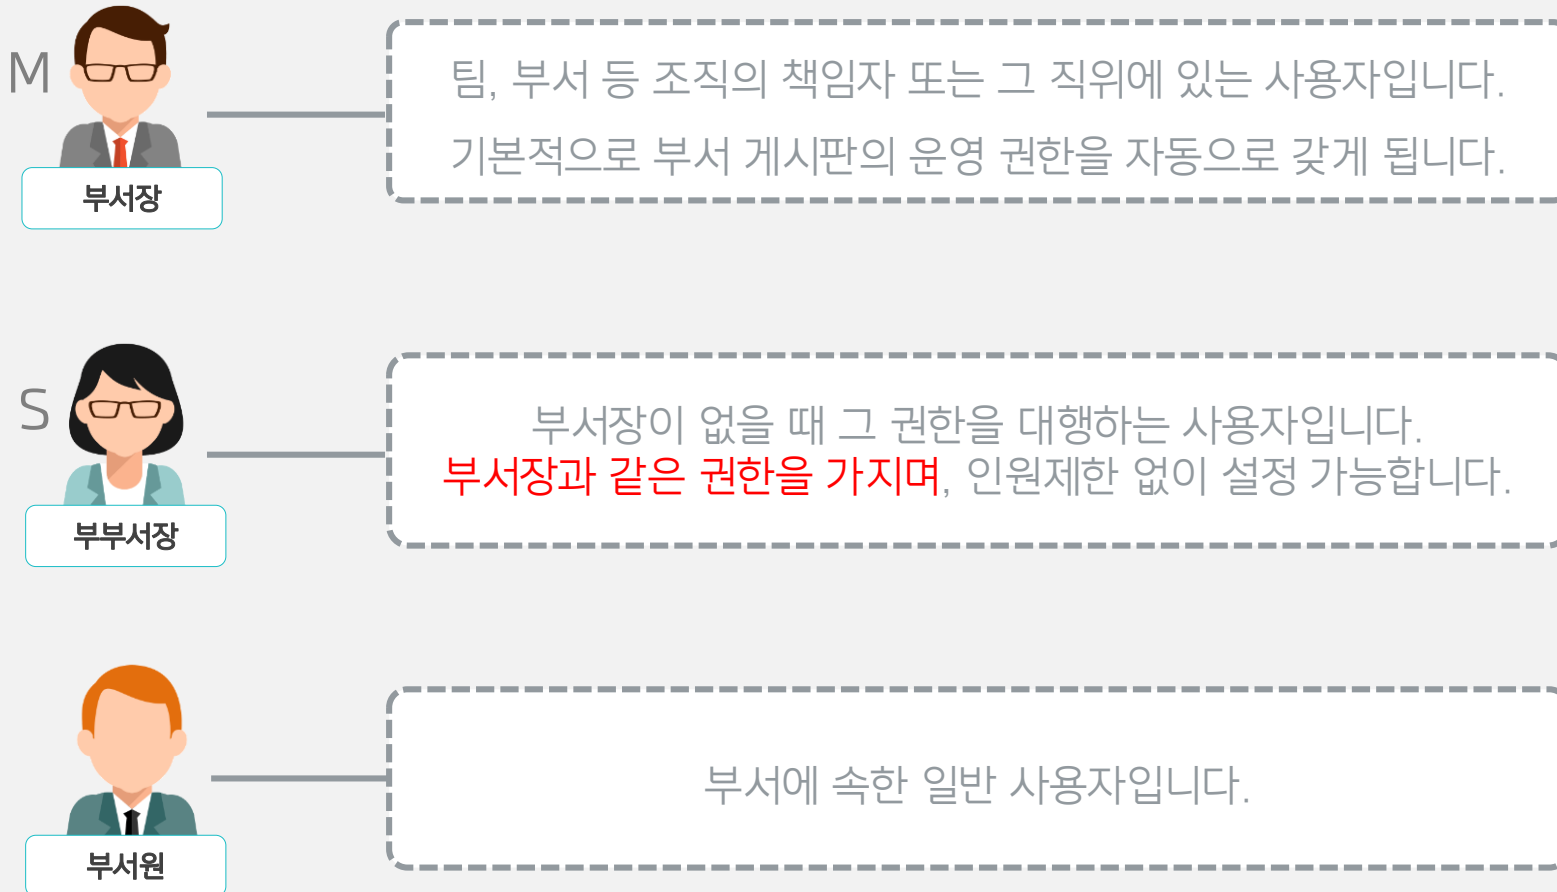 M
팀, 부서 등 조직의 책임자 또는 그 직위에 있는 사용자입니다.
기본적으로 부서 게시판의 운영 권한을 자동으로 갖게 됩니다.
부서장
S
부서장이 없을 때 그 권한을 대행하는 사용자입니다.
부서장과 같은 권한을 가지며, 인원제한 없이 설정 가능합니다.
부부서장
부서에 속한 일반 사용자입니다.
부서원